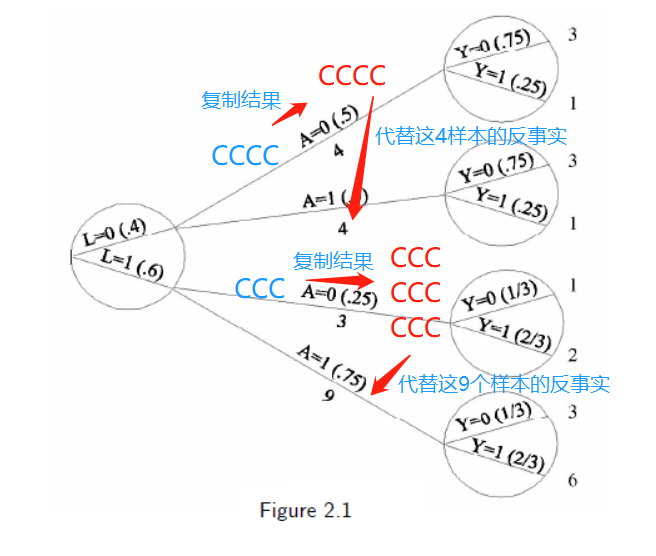 Y=0 (.75)
3
Y=1 (.25)
1
CCCC
复制结果
A=0 (.5)
4
代替这4样本的反事实
CCCC
Y=0 (.75)
3
Y=1 (.25)
1
A=1
4
L=0 (.4)
L=1 (.6)
CCC
复制结果
CCC
CCC
CCC
A=0 (.25)
3
Y=0 (1/3)
1
Y=1 (2/3)
2
A=1 (.75)
9
代替这9个样本的反事实
Y=0 (1/3)
3
Y=1 (2/3)
6
Figure 2.1